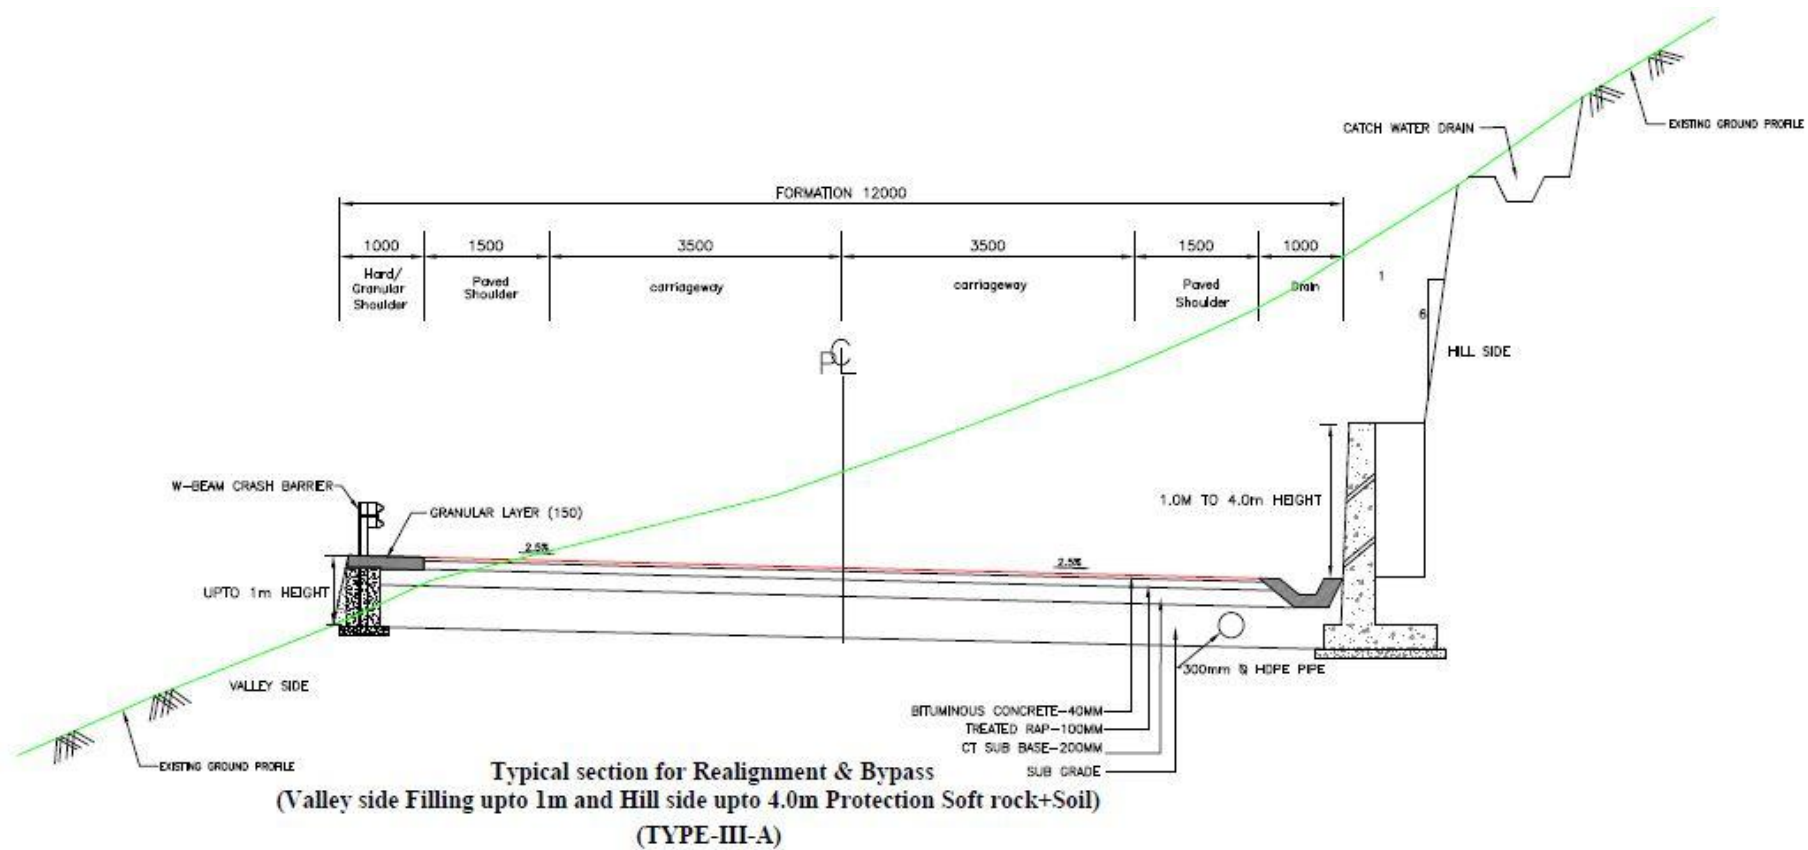 CATCH WATER DRAIN
EXISTING GROUND PROFILE
FORMATION 12000
1000 1500 3500 3500 1500 1000
Hard/
Granular
Shoulder
Paved
Shoulder
carriageway
carriageway
Paved
Shoulder
Drain
1
6
HILL SIDE
PL CL
W-BEAM CRASH BARRIER
GRANULAR LAYER (150)
1.0M TO 4.0m HEIGHT
2.5%
2.5%
UPTO 1m HEIGHT
300mm Ø HDPE PIPE
VALLEY SIDE
BITUMINOUS CONCRETE-40MM
TREATED RAP-100MM
CT SUB BASE-200MM
SUB GRADE
EXISTING GROUND PROFILE
Typical section for Realignment & Bypass
(Valley side Filling upto 1m and Hill side upto 4.0m Protection Soft rock+Soil)
(TYPE-III-A)